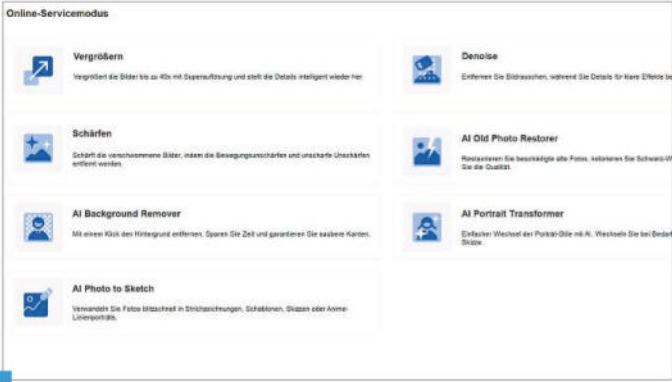 Online-Servicemodus
Vergrößern
Vergrößert die Bilder bis zu 40x mit Superauflösung und stellt die Details intelligent wieder her.
Denoise
Entfernen Sie Bildrauschen, während Sie Details für klare Effekte
Schärfen
Schärft die verschwommene Bilder, indem die Bewegungsunschärfen und unscharfe Unschärfen
entfernt werden.
AI Old Photo Restorer
Restaurieren Sie beschädigte alte Fotos, kolorieren Sie
Sie die Qualität.
AI Background Remover
Mit einem Klick den Hintergrund entfernen. Sparen Sie Zeit und garantieren Sie saubere Kanten.
AI Portrait Transformer
Einfacher Wechsel der Porträt-Stile mit AI. Wechseln Sie bei Bedarf
Skizze.
AI Photo to Sketch
Verwandeln Sie Fotos blitzschnell in Strichzeichnungen, Schablonen, Skizzen oder Anime-
Linienporträts.